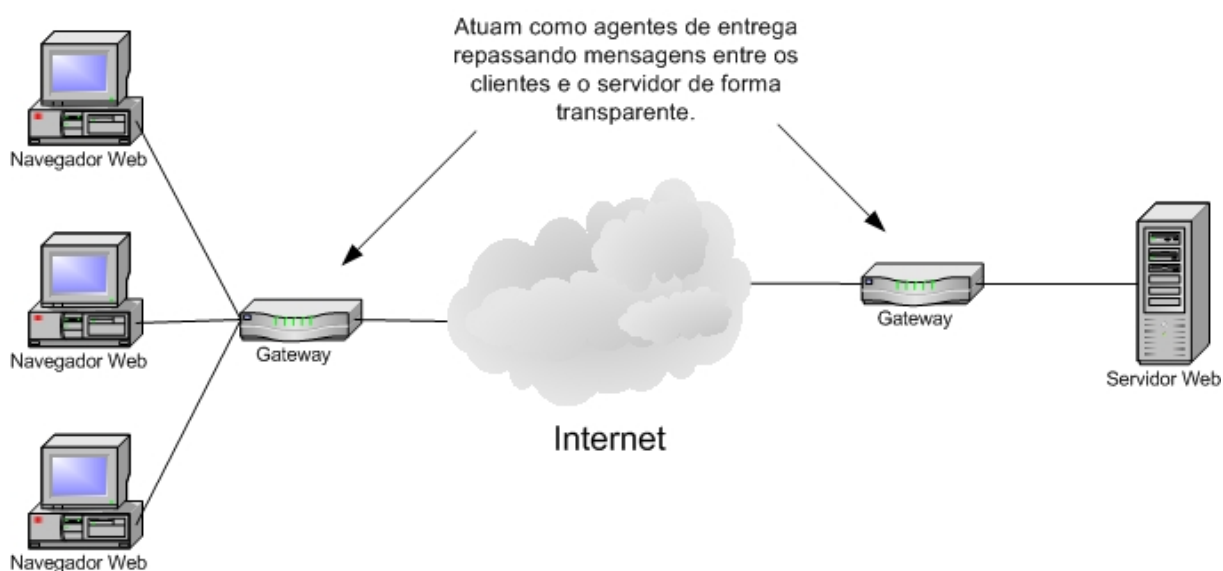 Atuam como agentes de entrega
repassando mensagens entre os
clientes e o servidor de forma
transparente.
Navegador Web
Navegador Web
Gateway
Gateway
Servidor Web
Internet
Navegador Web